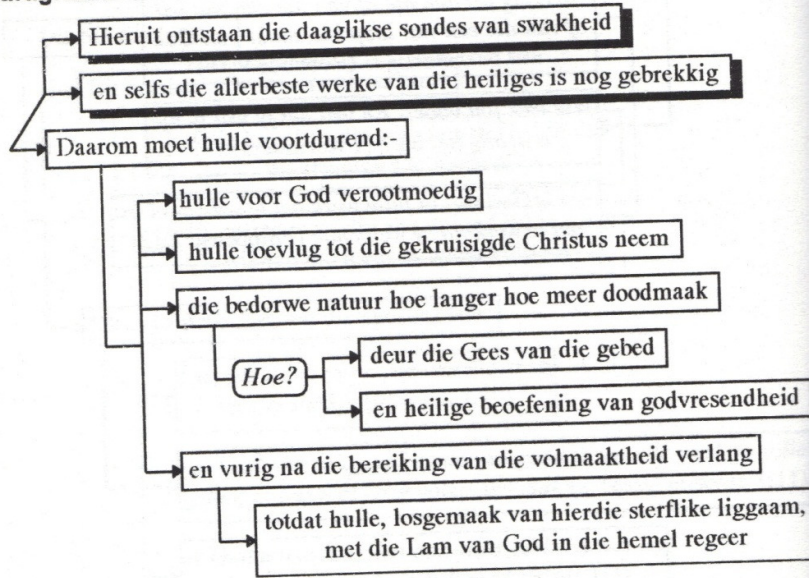 Hieruit ontstaan die daaglikse sondes van swakheid
en selfs die allerbeste werke van die heiliges is nog gebrekkig
Daarom moet hulle voortdurend:-
hulle voor God verootmoedig
hulle toevlug tot die gekruisigde Christus neem
die bedorwe natuur hoe langer hoe meer doodmaak
Hoe?
deur die Gees van die gebed
en heilige beoefening van godvresendheid
en vurig na die bereiking van die volmaaktheid verlang
totdat hulle, losgemaak van hierdie sterflike liggaam,
met die Lam van God in die hemel regeer